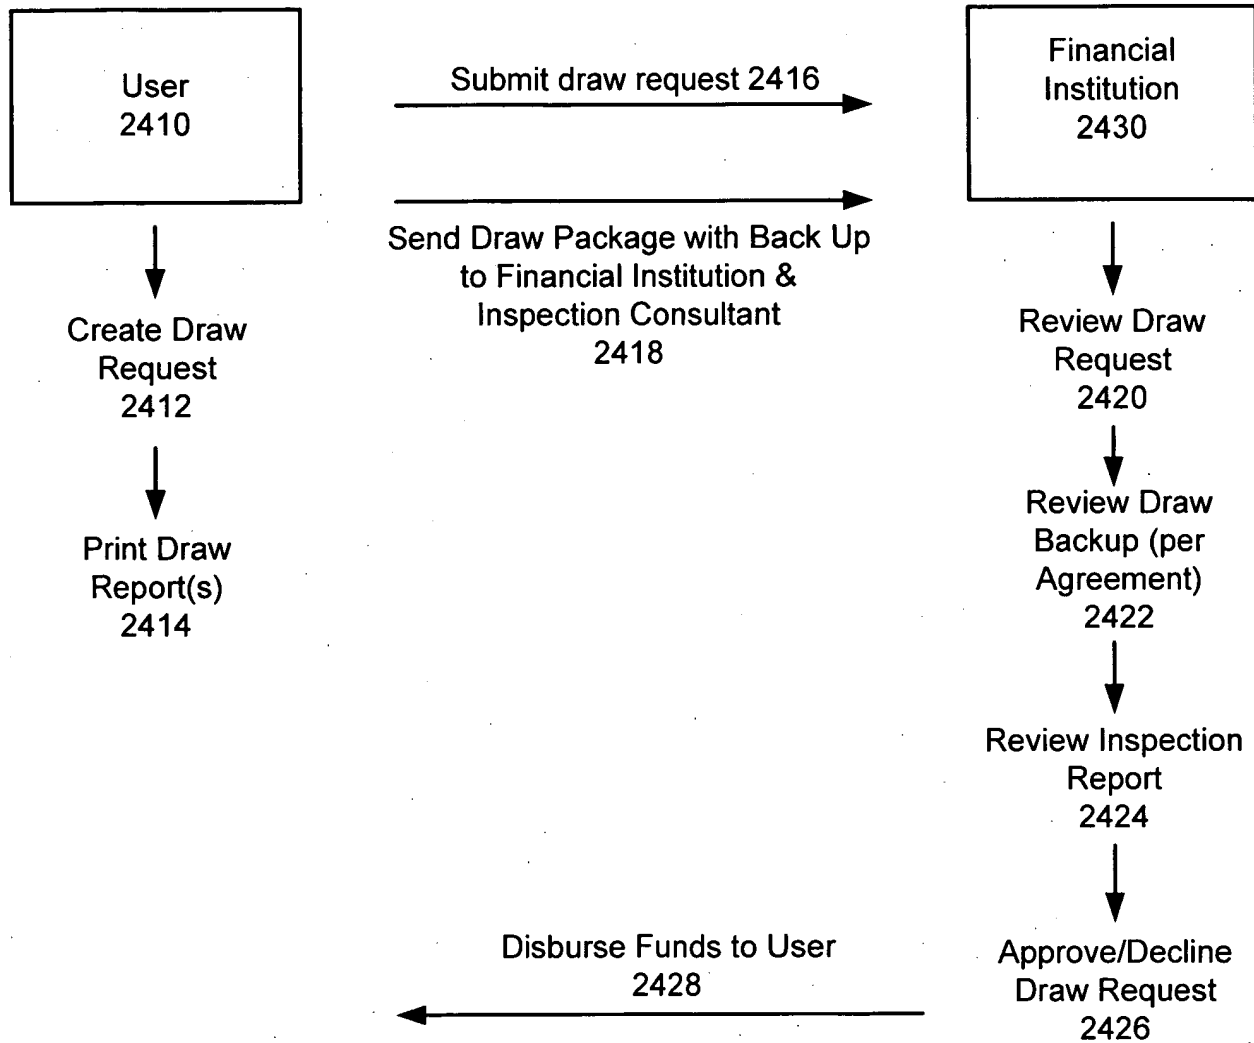 User
2410
Submit draw request 2416
Financial
Institution
2430
Send Draw Package with Back Up
to Financial Institution &
Inspection Consultant
2418
Create Draw
Request
2412
Print Draw
Report(s)
2414
Review Draw
Request
2420
Review Draw
Backup (per
Agreement)
2422
Review Inspection
Report
2424
Approve/Decline
Draw Request
2426
Disburse Funds to User
2428